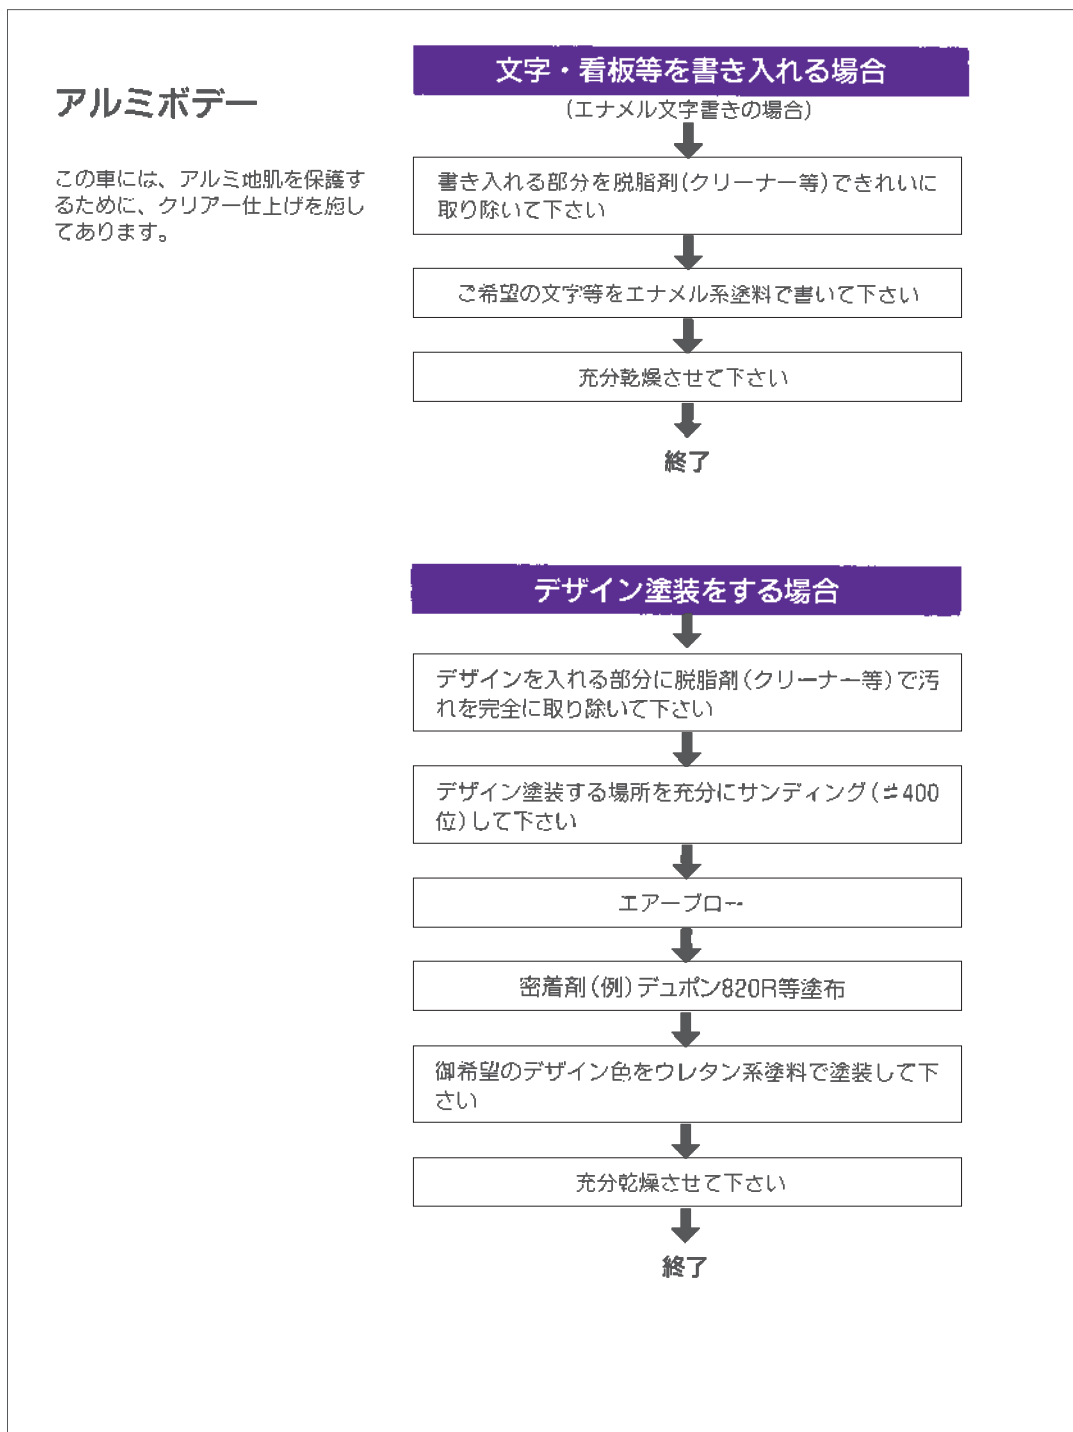 アルミボデー
この車には、アルミ地肌を保護す
るために、クリアー仕上げを施し
てあります。
文字・看板等を書き入れる場合
(エナメル文字書きの場合)
書き入れる部分を脱脂剤(クリーナー等)できれいに
取り除いて下さい
ご希望の文字等をエナメル系塗料で書いて下さい
充分乾燥させて下さい
終了
デザイン塗装をする場合
デザインを入れる部分に脱脂剤(クリーナー等)で汚
れを完全に取り除いて下さい
デザイン塗装する場所を充分にサンディング(#400
位)して下さい
エアーブロー
密着剤(例)デュポン820R等塗布
御希望のデザイン色をウレタン系塗料で塗装して下
さい
充分乾燥させて下さい
終了